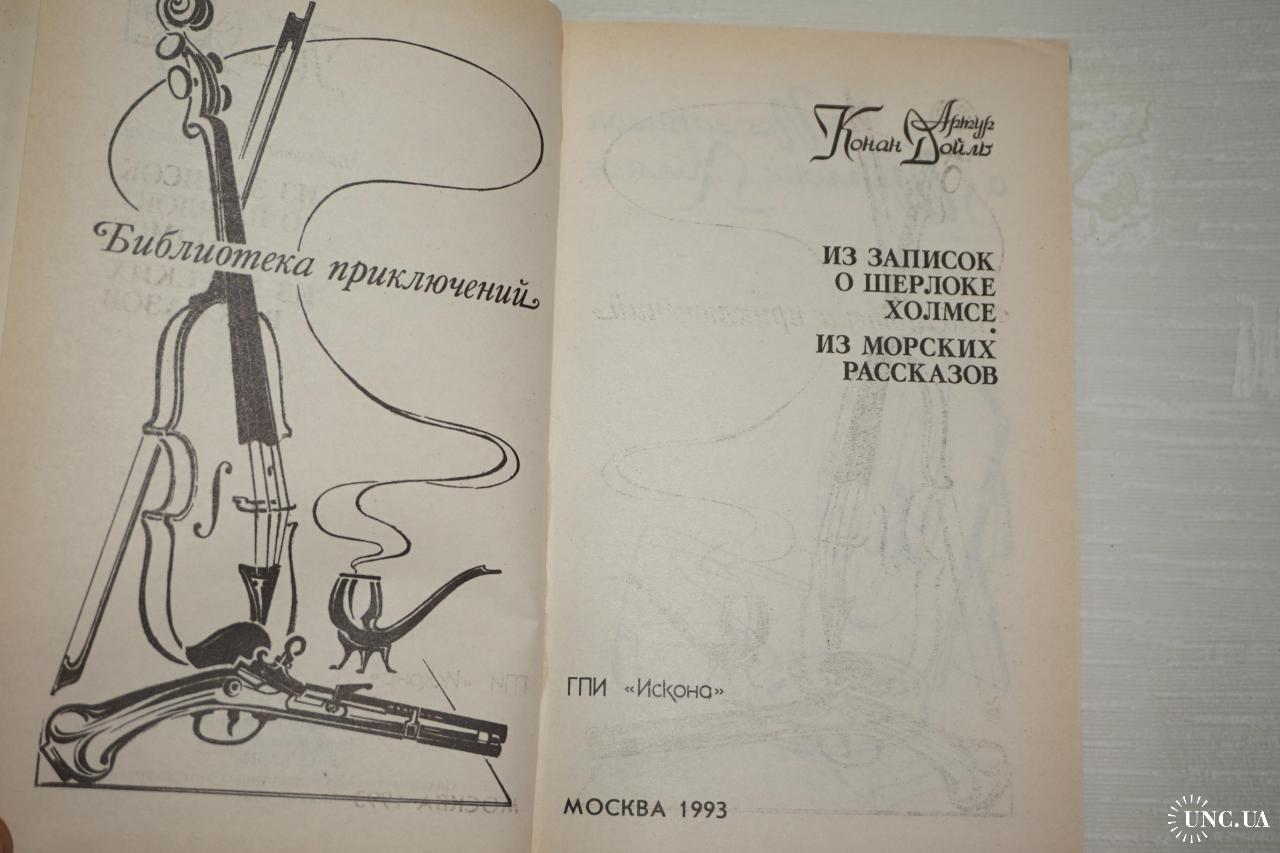 Библиотека приключений
Артур
Конан Дойль
ИЗ ЗАПИСОК
О ШЕРЛОКЕ
ХОЛМСЕ
•
ИЗ МОРСКИХ
РАССКАЗОВ
ГПИ «Искона»
МОСКВА 1993
UNC.UA